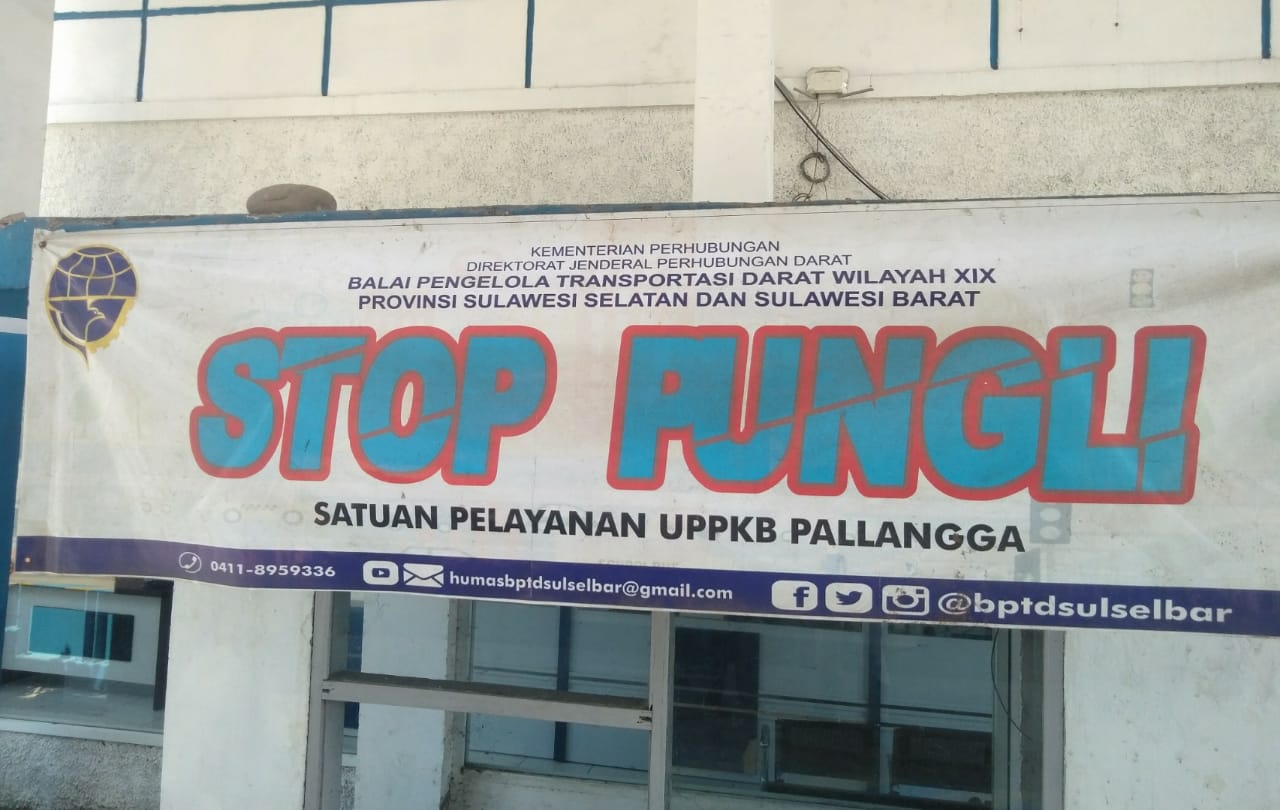 KEMENTERIAN PERHUBUNGAN
DIREKTORAT JENDERAL PERHUBUNGAN DARAT
BALAI PENGELOLA TRANSPORTASI DARAT WILAYAH XIX
PROVINSI SULAWESI SELATAN DAN SULAWESI BARAT
STOP PUNGLI
SATUAN PELAYANAN UPPKB PALLANGGA
0411-8959336 humasbptdsulselbar@gmail.com @bptdsulselbar